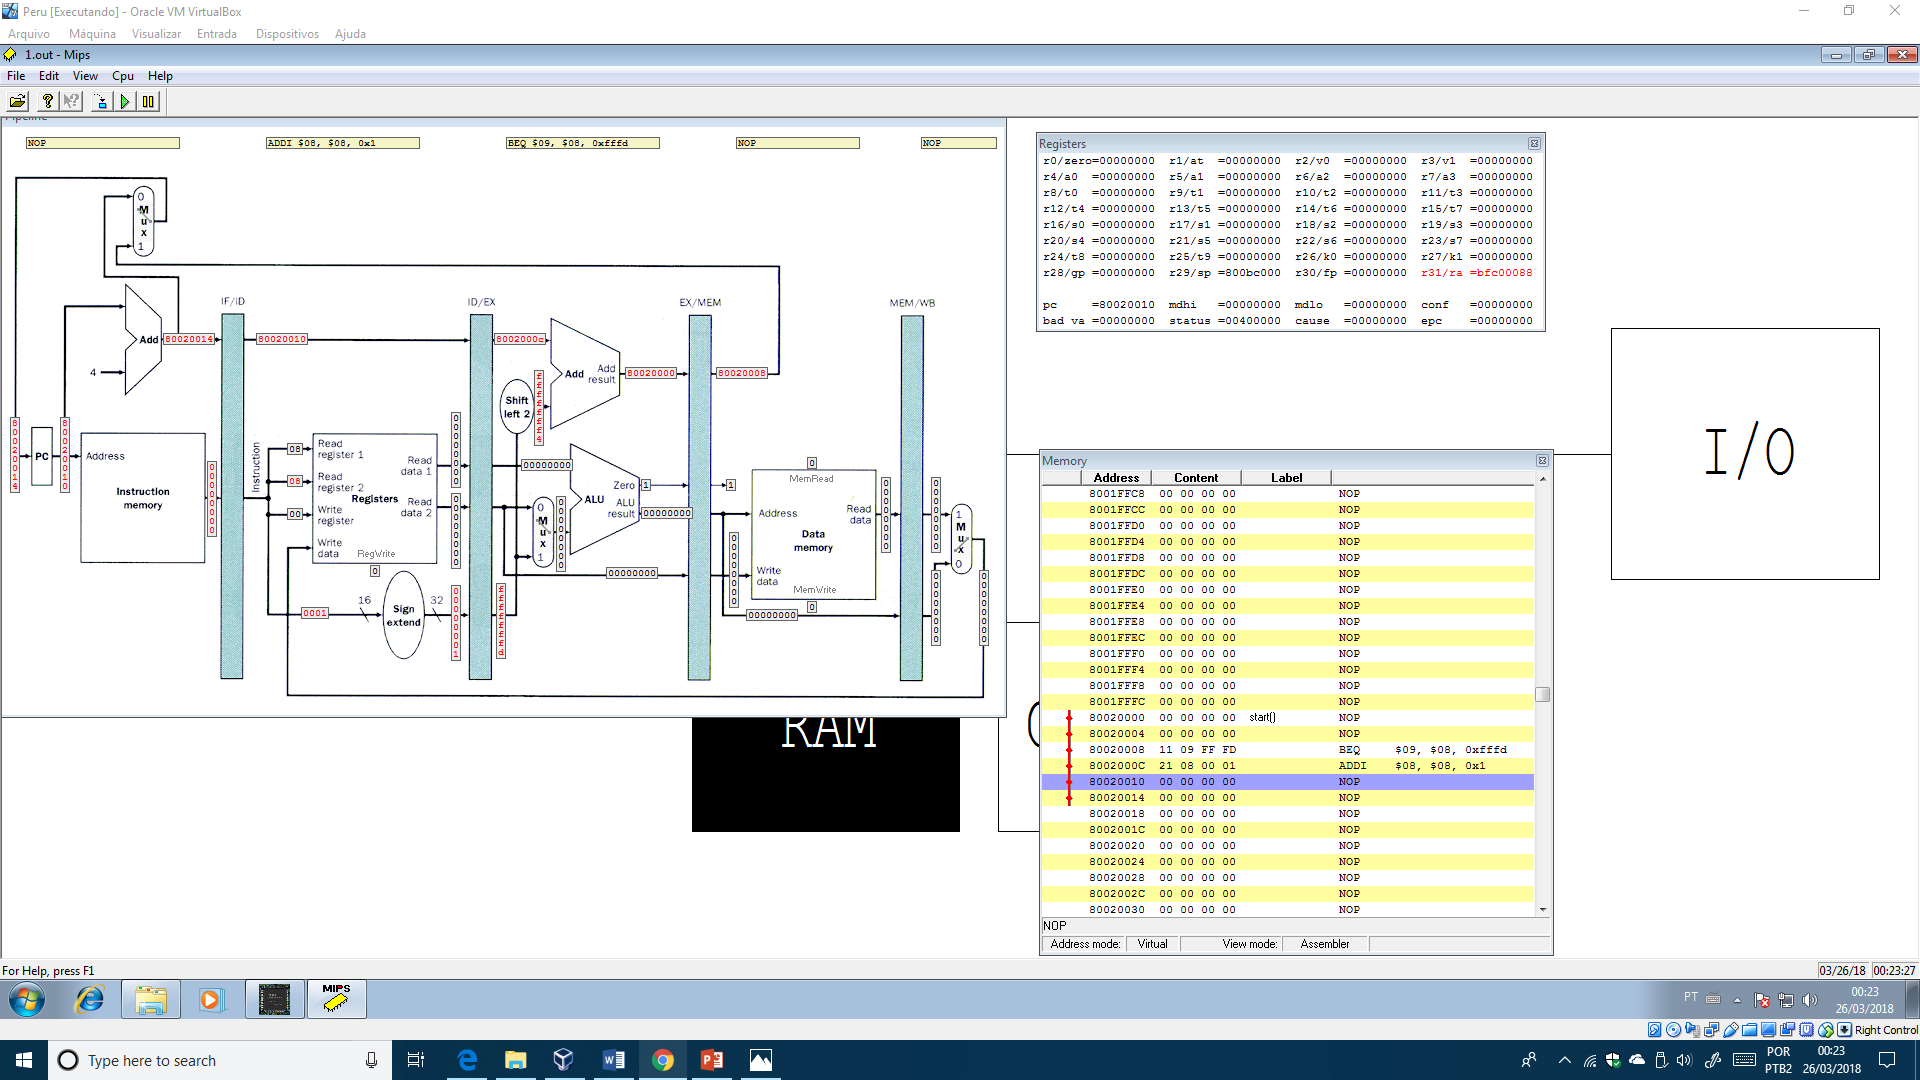 Peru [Executando] - Oracle VM VirtualBox
Arquivo Máquina Visualizar Entrada Dispositivos Ajuda
1.out - Mips
File Edit View Cpu Help
Pipeline
NOP ADDI $08, $08, 0x1 BEQ $09, $08, 0xfffd NOP NOP
0
Mux
1
IF/ID ID/EX EX/MEM MEM/WB
Add 80020014 80020010 8002000c Add Add result 80020000 80020008
4
Shift left 2 fffffff4
80020014 PC 80020010 Address Instruction memory 00000000
Instruction
08 Read register 1
08 Read register 2
00 Write register
Write data
Registers
Read data 1 00000000
Read data 2 00000000
RegWrite
0
0001 16 Sign extend 32 00000001 fffffffd
00000000 ALU Zero 1 1
ALU result 00000000
0 Mux 1 00000000
00000000
0
MemRead
Address Read data 00000000
Data memory
Write data 00000000
MemWrite
0
00000000
00000000 1 Mux 0 00000000
00000000
Registers
r0/zero=00000000 r1/at =00000000 r2/v0 =00000000 r3/v1 =00000000
r4/a0 =00000000 r5/a1 =00000000 r6/a2 =00000000 r7/a3 =00000000
r8/t0 =00000000 r9/t1 =00000000 r10/t2 =00000000 r11/t3 =00000000
r12/t4 =00000000 r13/t5 =00000000 r14/t6 =00000000 r15/t7 =00000000
r16/s0 =00000000 r17/s1 =00000000 r18/s2 =00000000 r19/s3 =00000000
r20/s4 =00000000 r21/s5 =00000000 r22/s6 =00000000 r23/s7 =00000000
r24/t8 =00000000 r25/t9 =00000000 r26/k0 =00000000 r27/k1 =00000000
r28/gp =00000000 r29/sp =800bc000 r30/fp =00000000 r31/ra =bfc00088
pc =80020010 mdhi =00000000 mdlo =00000000 conf =00000000
bad va =00000000 status =00400000 cause =00000000 epc =00000000
I/O
RAM
Memory
Address Content Label
8001FFC8 00 00 00 00 NOP
8001FFCC 00 00 00 00 NOP
8001FFD0 00 00 00 00 NOP
8001FFD4 00 00 00 00 NOP
8001FFD8 00 00 00 00 NOP
8001FFDC 00 00 00 00 NOP
8001FFE0 00 00 00 00 NOP
8001FFE4 00 00 00 00 NOP
8001FFE8 00 00 00 00 NOP
8001FFEC 00 00 00 00 NOP
8001FFF0 00 00 00 00 NOP
8001FFF4 00 00 00 00 NOP
8001FFF8 00 00 00 00 NOP
8001FFFC 00 00 00 00 NOP
80020000 00 00 00 00 start() NOP
80020004 00 00 00 00 NOP
80020008 11 09 FF FD BEQ $09, $08, 0xfffd
8002000C 21 08 00 01 ADDI $08, $08, 0x1
80020010 00 00 00 00 NOP
80020014 00 00 00 00 NOP
80020018 00 00 00 00 NOP
8002001C 00 00 00 00 NOP
80020020 00 00 00 00 NOP
80020024 00 00 00 00 NOP
80020028 00 00 00 00 NOP
8002002C 00 00 00 00 NOP
80020030 00 00 00 00 NOP
NOP
Address mode: Virtual View mode: Assembler
For Help, press F1 03/26/18 00:23:27
MIPS
PT 00:23
26/03/2018
Right Control
Type here to search
POR 00:23
PTB2 26/03/2018